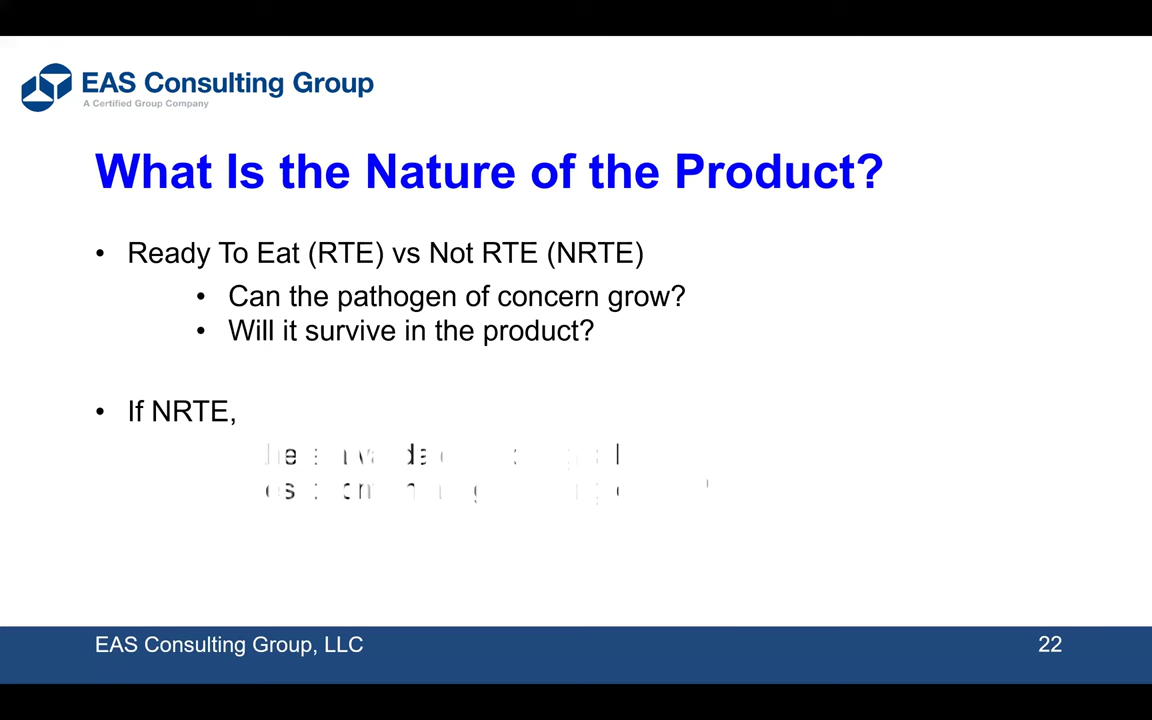 EAS Consulting Group
A Certified Group Company
What Is the Nature of the Product?
• Ready To Eat (RTE) vs Not RTE (NRTE)
• Can the pathogen of concern grow?
• Will it survive in the product?
• If NRTE,
EAS Consulting Group, LLC
22